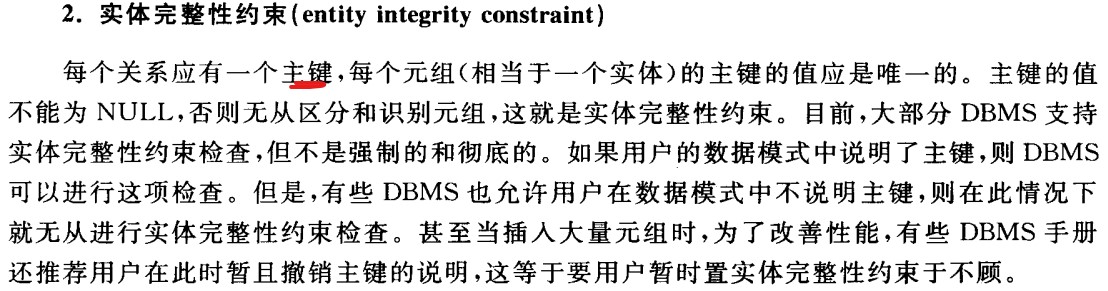 2. 实体完整性约束(entity integrity constraint)
每个关系应有一个主键,每个元组(相当于一个实体)的主键的值应是唯一的。主键的值
不能为 NULL,否则无从区分和识别元组,这就是实体完整性约束。目前,大部分 DBMS 支持
实体完整性约束检查,但不是强制的和彻底的。如果用户的数据模式中说明了主键,则 DBMS
可以进行这项检查。但是,有些 DBMS 也允许用户在数据模式中不说明主键,则在此情况下
就无从进行实体完整性约束检查。甚至当插入大量元组时,为了改善性能,有些 DBMS 手册
还推荐用户在此时暂且撤销主键的说明,这等于要用户暂时置实体完整性约束于不顾。